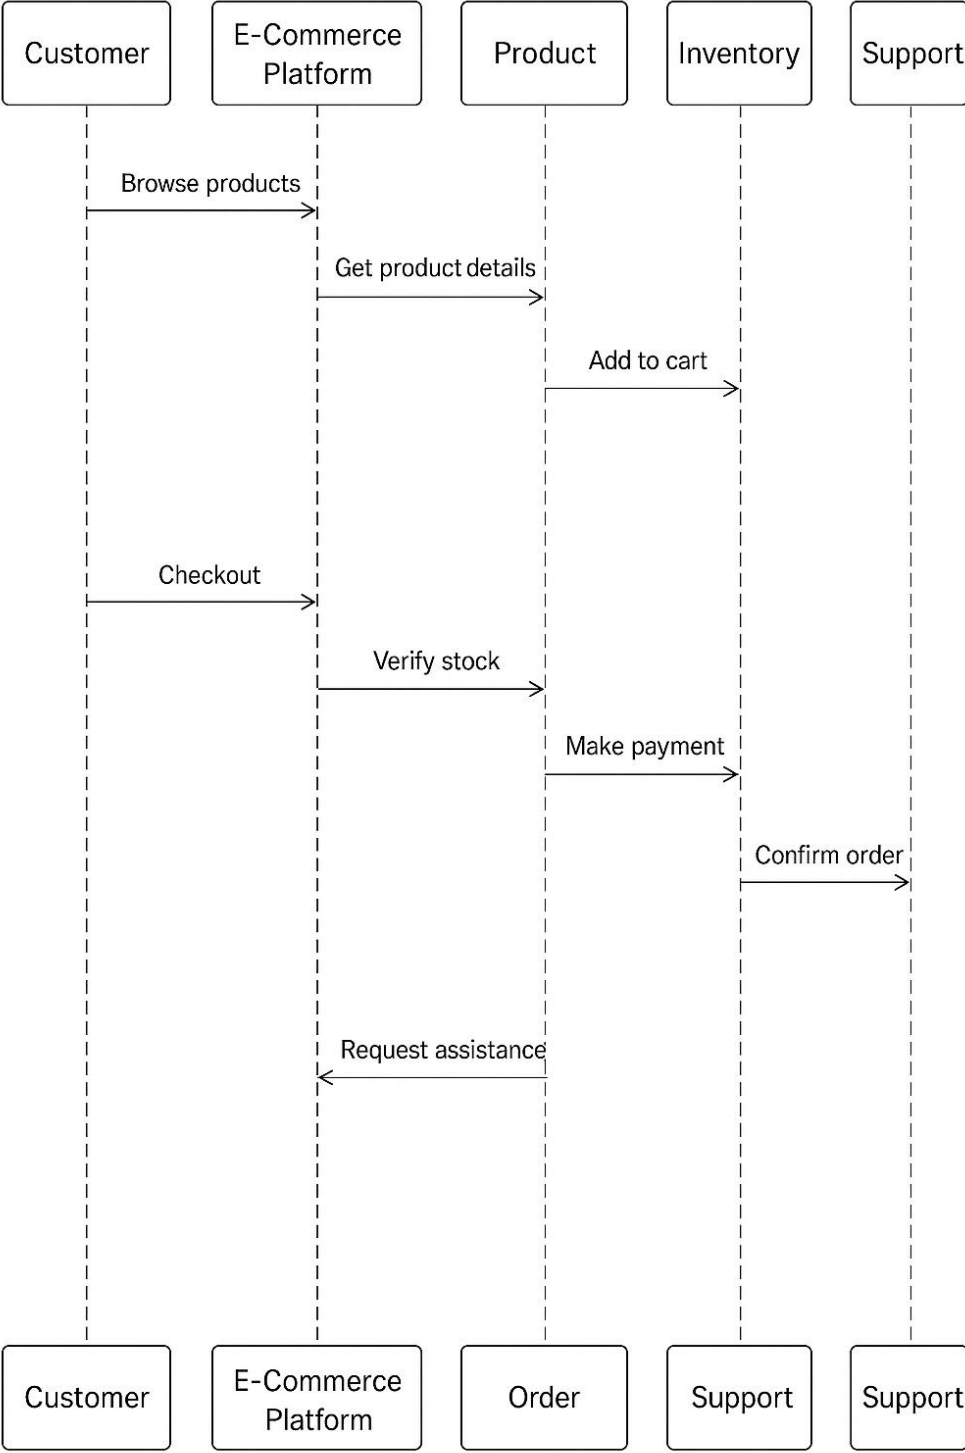 Customer
E-Commerce
Platform
Product
Inventory
Support
Browse products
Get product details
Add to cart
Checkout
Verify stock
Make payment
Confirm order
Request assistance
Customer
E-Commerce
Platform
Order
Support
Support